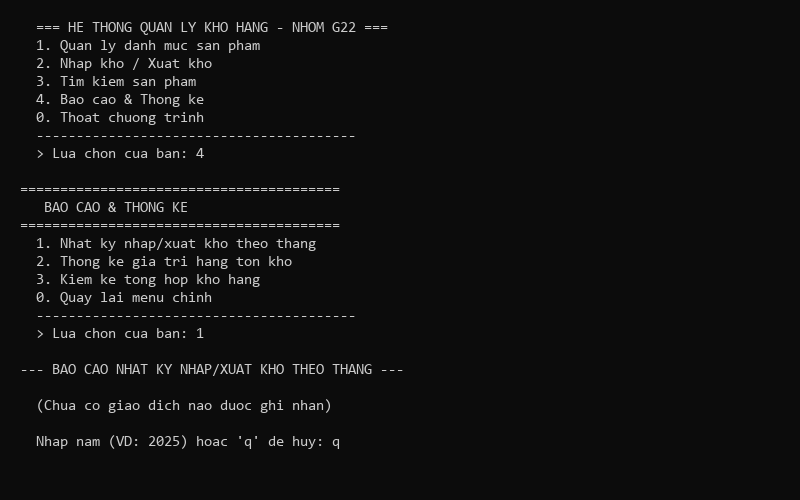 === HE THONG QUAN LY KHO HANG - NHOM G22 ===
1. Quan ly danh muc san pham
2. Nhap kho / Xuat kho
3. Tim kiem san pham
4. Bao cao & Thong ke
0. Thoat chuong trinh
----------------------------------------
> Lua chon cua ban: 4
========================================
BAO CAO & THONG KE
========================================
1. Nhat ky nhap/xuat kho theo thang
2. Thong ke gia tri hang ton kho
3. Kiem ke tong hop kho hang
0. Quay lai menu chinh
----------------------------------------
> Lua chon cua ban: 1
--- BAO CAO NHAT KY NHAP/XUAT KHO THEO THANG ---
(Chua co giao dich nao duoc ghi nhan)
Nhap nam (VD: 2025) hoac 'q' de huy: q